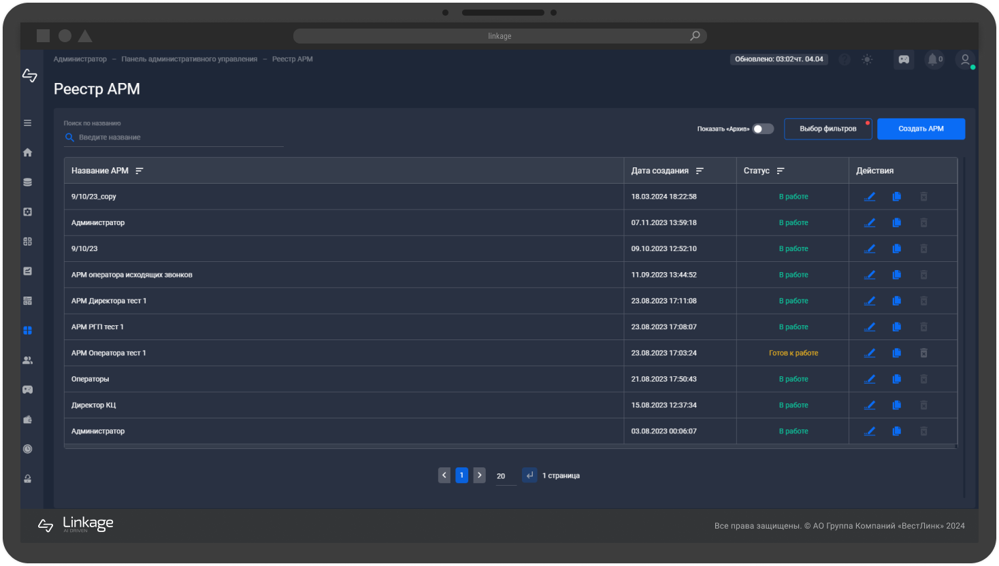 linkage
Администратор – Панель административного управления – Реестр АРМ
Обновлено: 03:02чт. 04.04
0
Реестр АРМ
Поиск по названию
Введите название
Показать «Архив»
Выбор фильтров
Создать АРМ
Название АРМ Дата создания Статус Действия
9/10/23_copy 18.03.2024 18:22:58 В работе
Администратор 07.11.2023 13:59:18 В работе
9/10/23 09.10.2023 12:52:10 В работе
АРМ оператора исходящих звонков 11.09.2023 13:44:52 В работе
АРМ Директора тест 1 23.08.2023 17:11:08 В работе
АРМ РГП тест 1 23.08.2023 17:08:07 В работе
АРМ Оператора тест 1 23.08.2023 17:03:24 Готов к работе
Операторы 21.08.2023 17:50:43 В работе
Директор КЦ 15.08.2023 12:37:34 В работе
Администратор 03.08.2023 00:06:07 В работе
1 20 1 страница
Linkage
AI DRIVEN
Все права защищены. © АО Группа Компаний «ВестЛинк» 2024